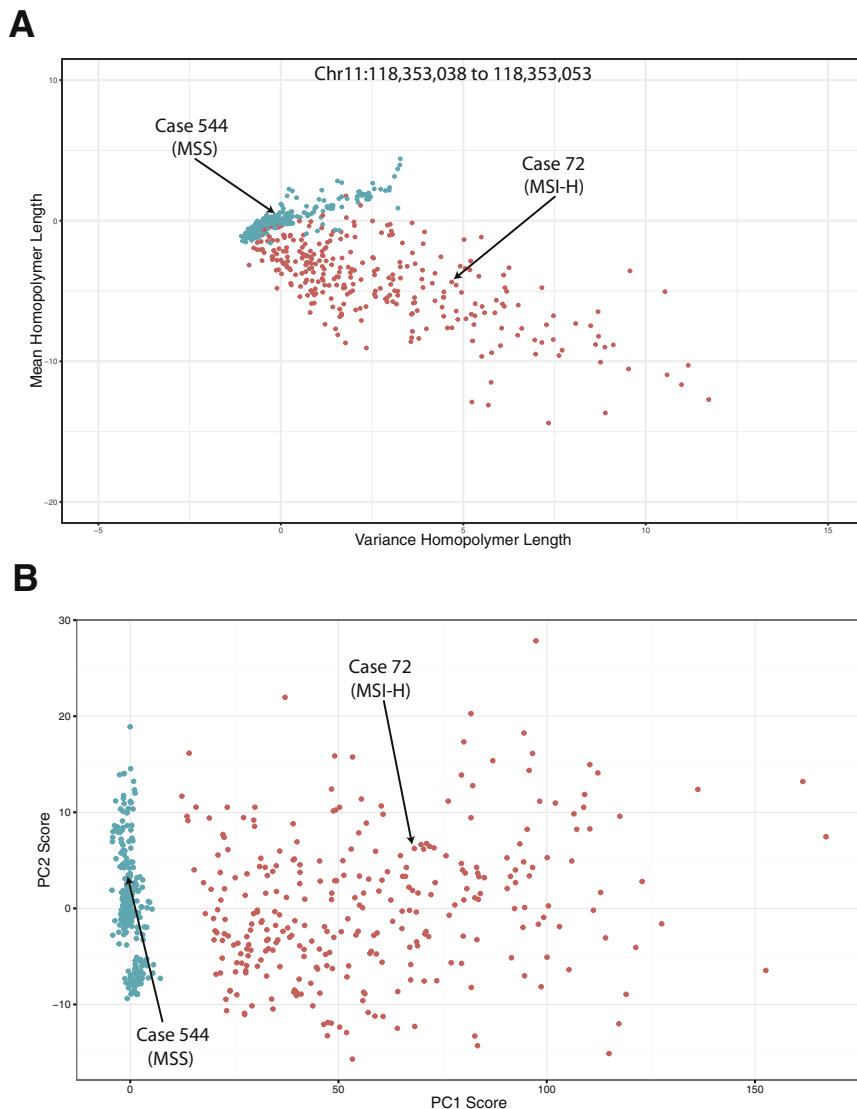 A
Chr11:118,353,038 to 118,353,053
Case 544
(MSS)
Case 72
(MSI-H)
Mean Homopolymer Length
10
0
−10
−20
−5
0
5
10
15
Variance Homopolymer Length
B
Case 72
(MSI-H)
Case 544
(MSS)
PC2 Score
30
20
10
0
−10
0
50
100
150
PC1 Score